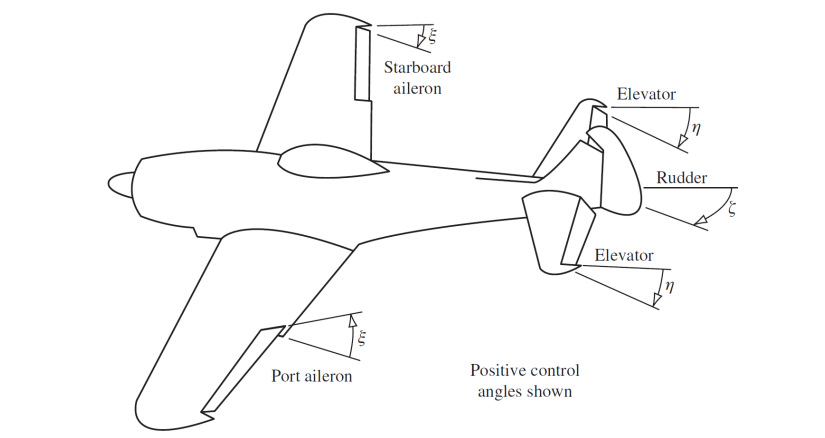 ξ
Starboard
aileron
Elevator
η
Rudder
ζ
Elevator
η
ξ
Port aileron
Positive control
angles shown